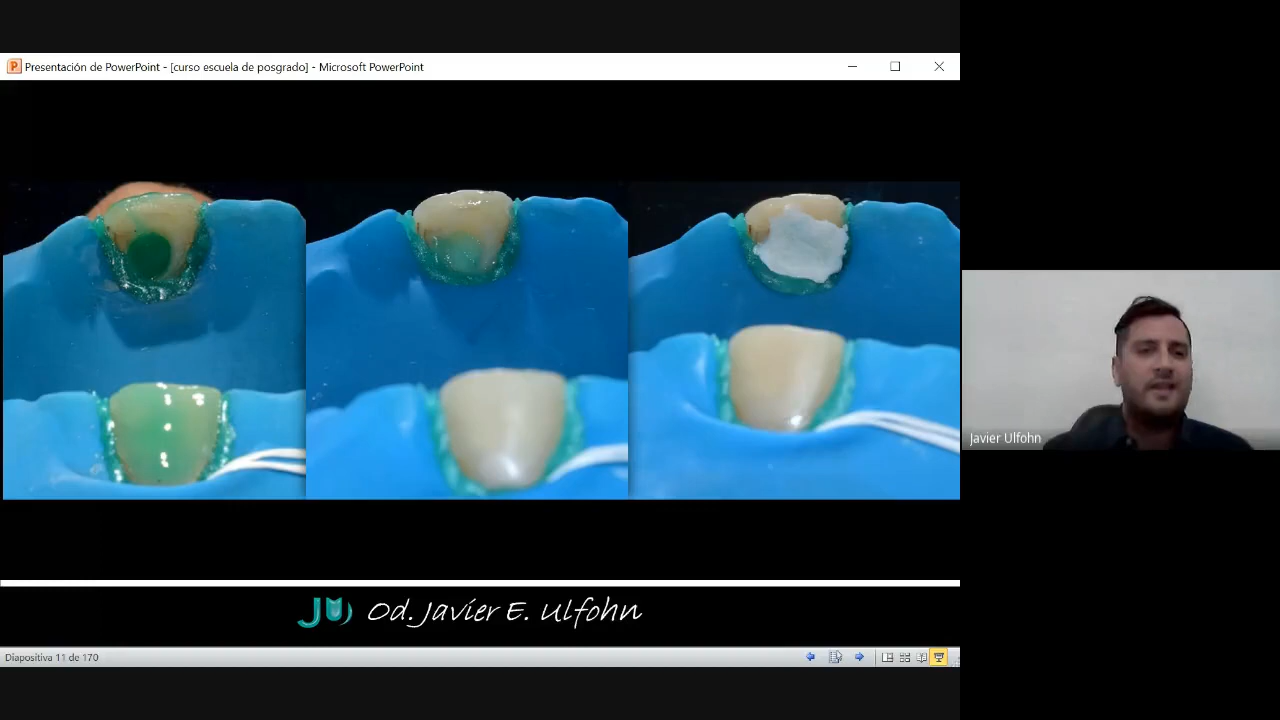 Presentación de PowerPoint - [curso escuela de posgrado] - Microsoft PowerPoint
Javier Ulfohn
JU Od. Javier E. Ulfohn
Diapositiva 11 de 170